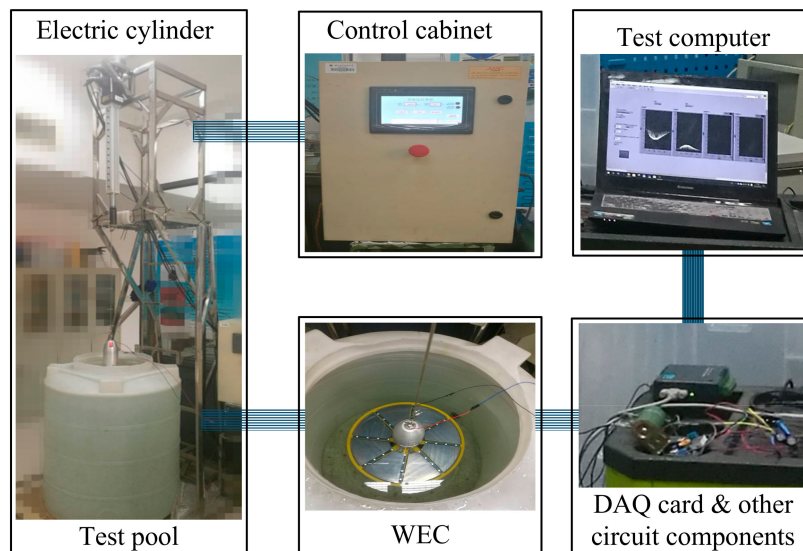 Electric cylinder
Control cabinet
Test computer
Test pool
WEC
DAQ card & other
circuit components